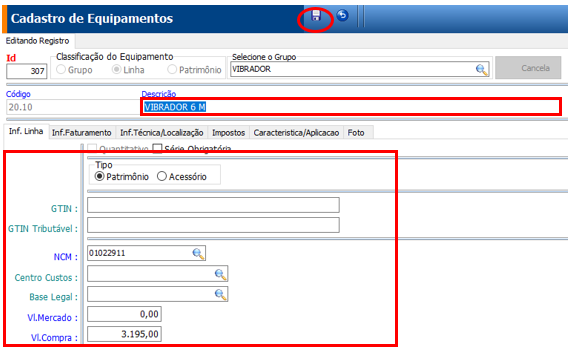 Cadastro de Equipamentos
Editando Registro
Id
307
Classificação do Equipamento
Grupo Linha Patrimônio
Selecione o Grupo
VIBRADOR
Cancela
Código Descrição
20.10 VIBRADOR 6 M
Inf. Linha Inf.Faturamento Inf.Técnica/Localização Impostos Caracteristica/Aplicacao Foto
Quantitativo Série Obrigatória
Tipo
Patrimônio Acessório
GTIN :
GTIN Tributável :
NCM : 01022911
Centro Custos :
Base Legal :
Vl.Mercado : 0,00
Vl.Compra : 3.195,00